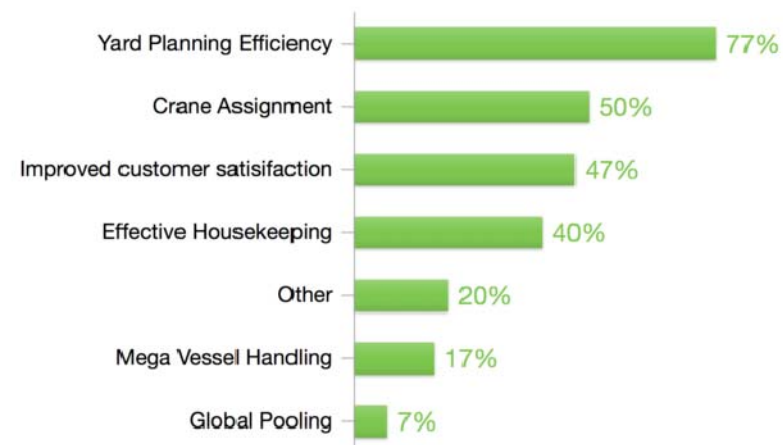 Yard Planning Efficiency 77%
Crane Assignment 50%
Improved customer satisifaction 47%
Effective Housekeeping 40%
Other 20%
Mega Vessel Handling 17%
Global Pooling 7%